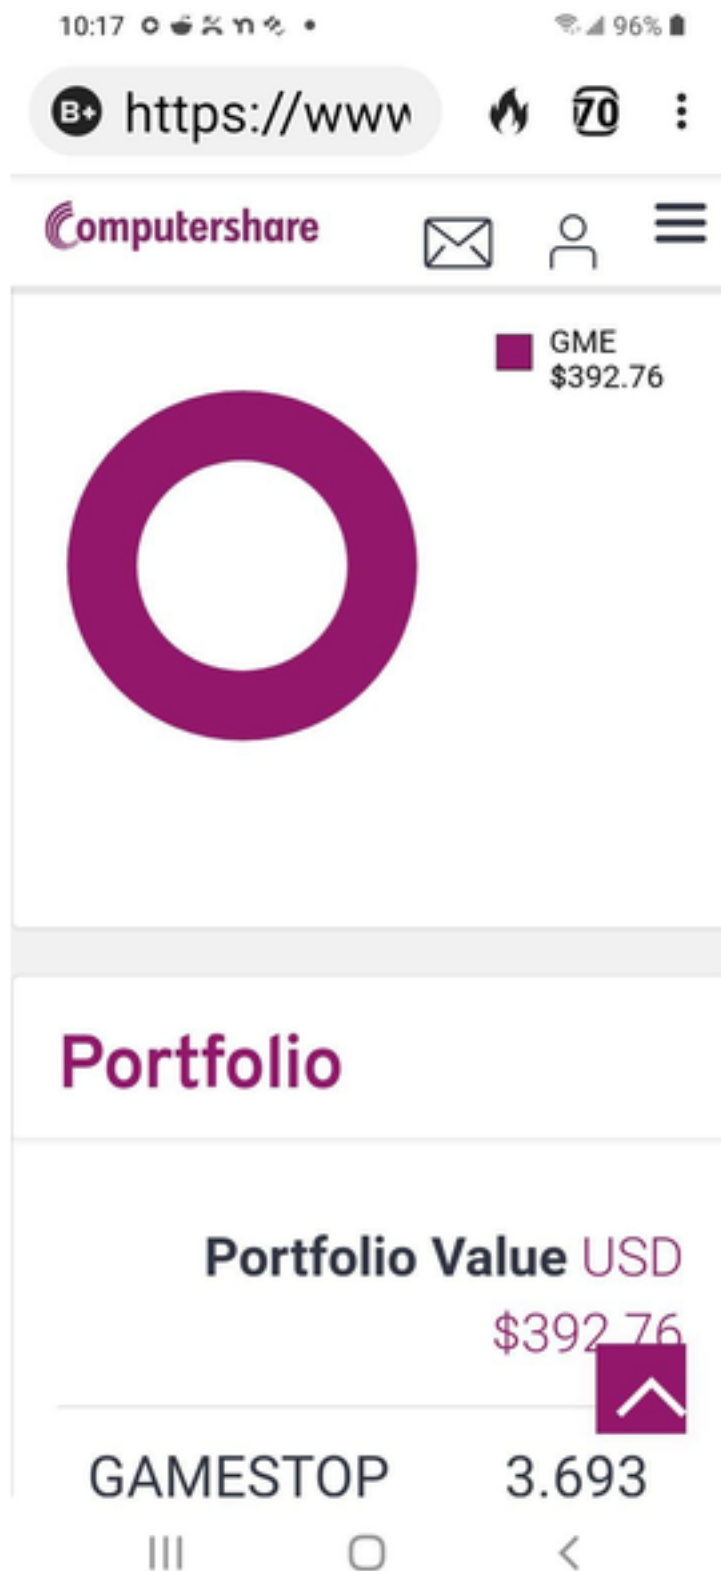 10:17
96%
B+ https://www
70
Computershare
GME
$392.76
Portfolio
Portfolio Value USD
$392.76
GAMESTOP 3.693